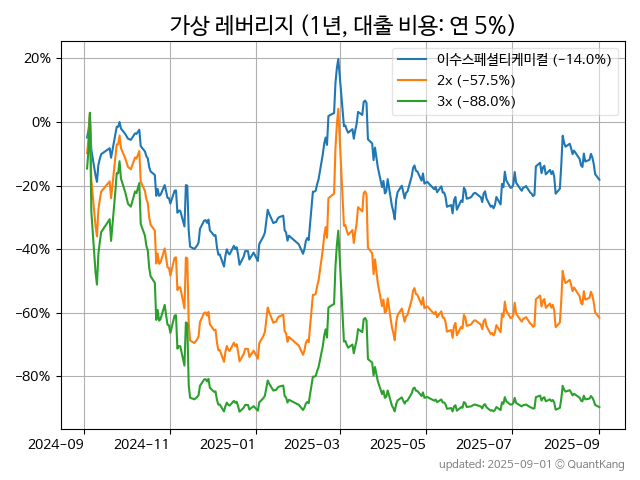 가상 레버리지 (1년, 대출 비용: 연 5%)
이수스페셜티케미컬 (−14.0%)
2x (−57.5%)
3x (−88.0%)
20%
0%
−20%
−40%
−60%
−80%
2024-09
2024-11
2025-01
2025-03
2025-05
2025-07
2025-09
updated: 2025-09-01 © QuantKang